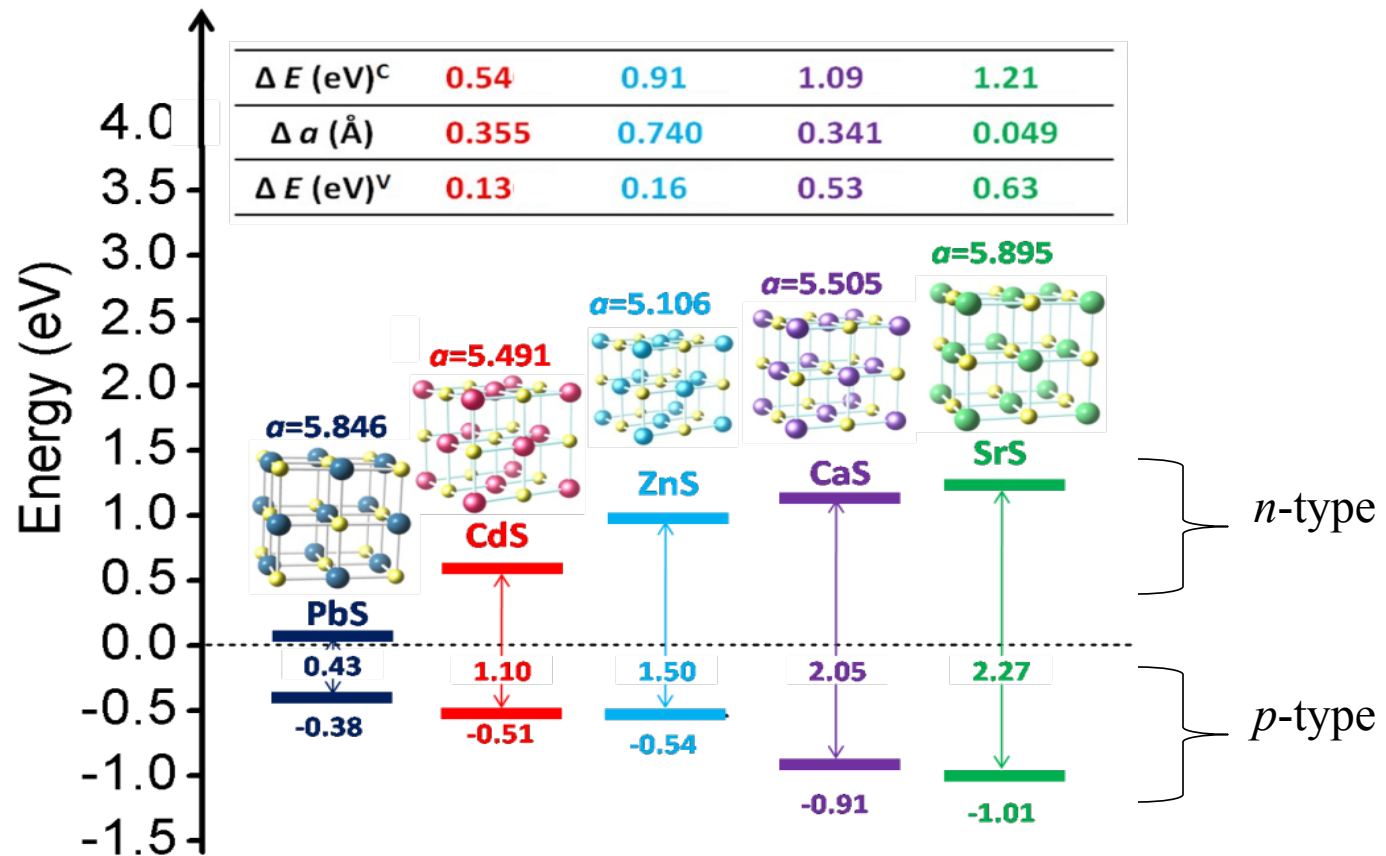 Δ E (eV)ᶜ 0.54 0.91 1.09 1.21
Δ a (Å) 0.355 0.740 0.341 0.049
Δ E (eV)ⱽ 0.13 0.16 0.53 0.63
Energy (eV)
4.0
3.5
3.0
2.5
2.0
1.5
1.0
0.5
0.0
-0.5
-1.0
-1.5
a=5.846
PbS
0.43
-0.38
a=5.491
CdS
1.10
-0.51
a=5.106
ZnS
1.50
-0.54
a=5.505
CaS
2.05
-0.91
a=5.895
SrS
2.27
-1.01
n-type
p-type